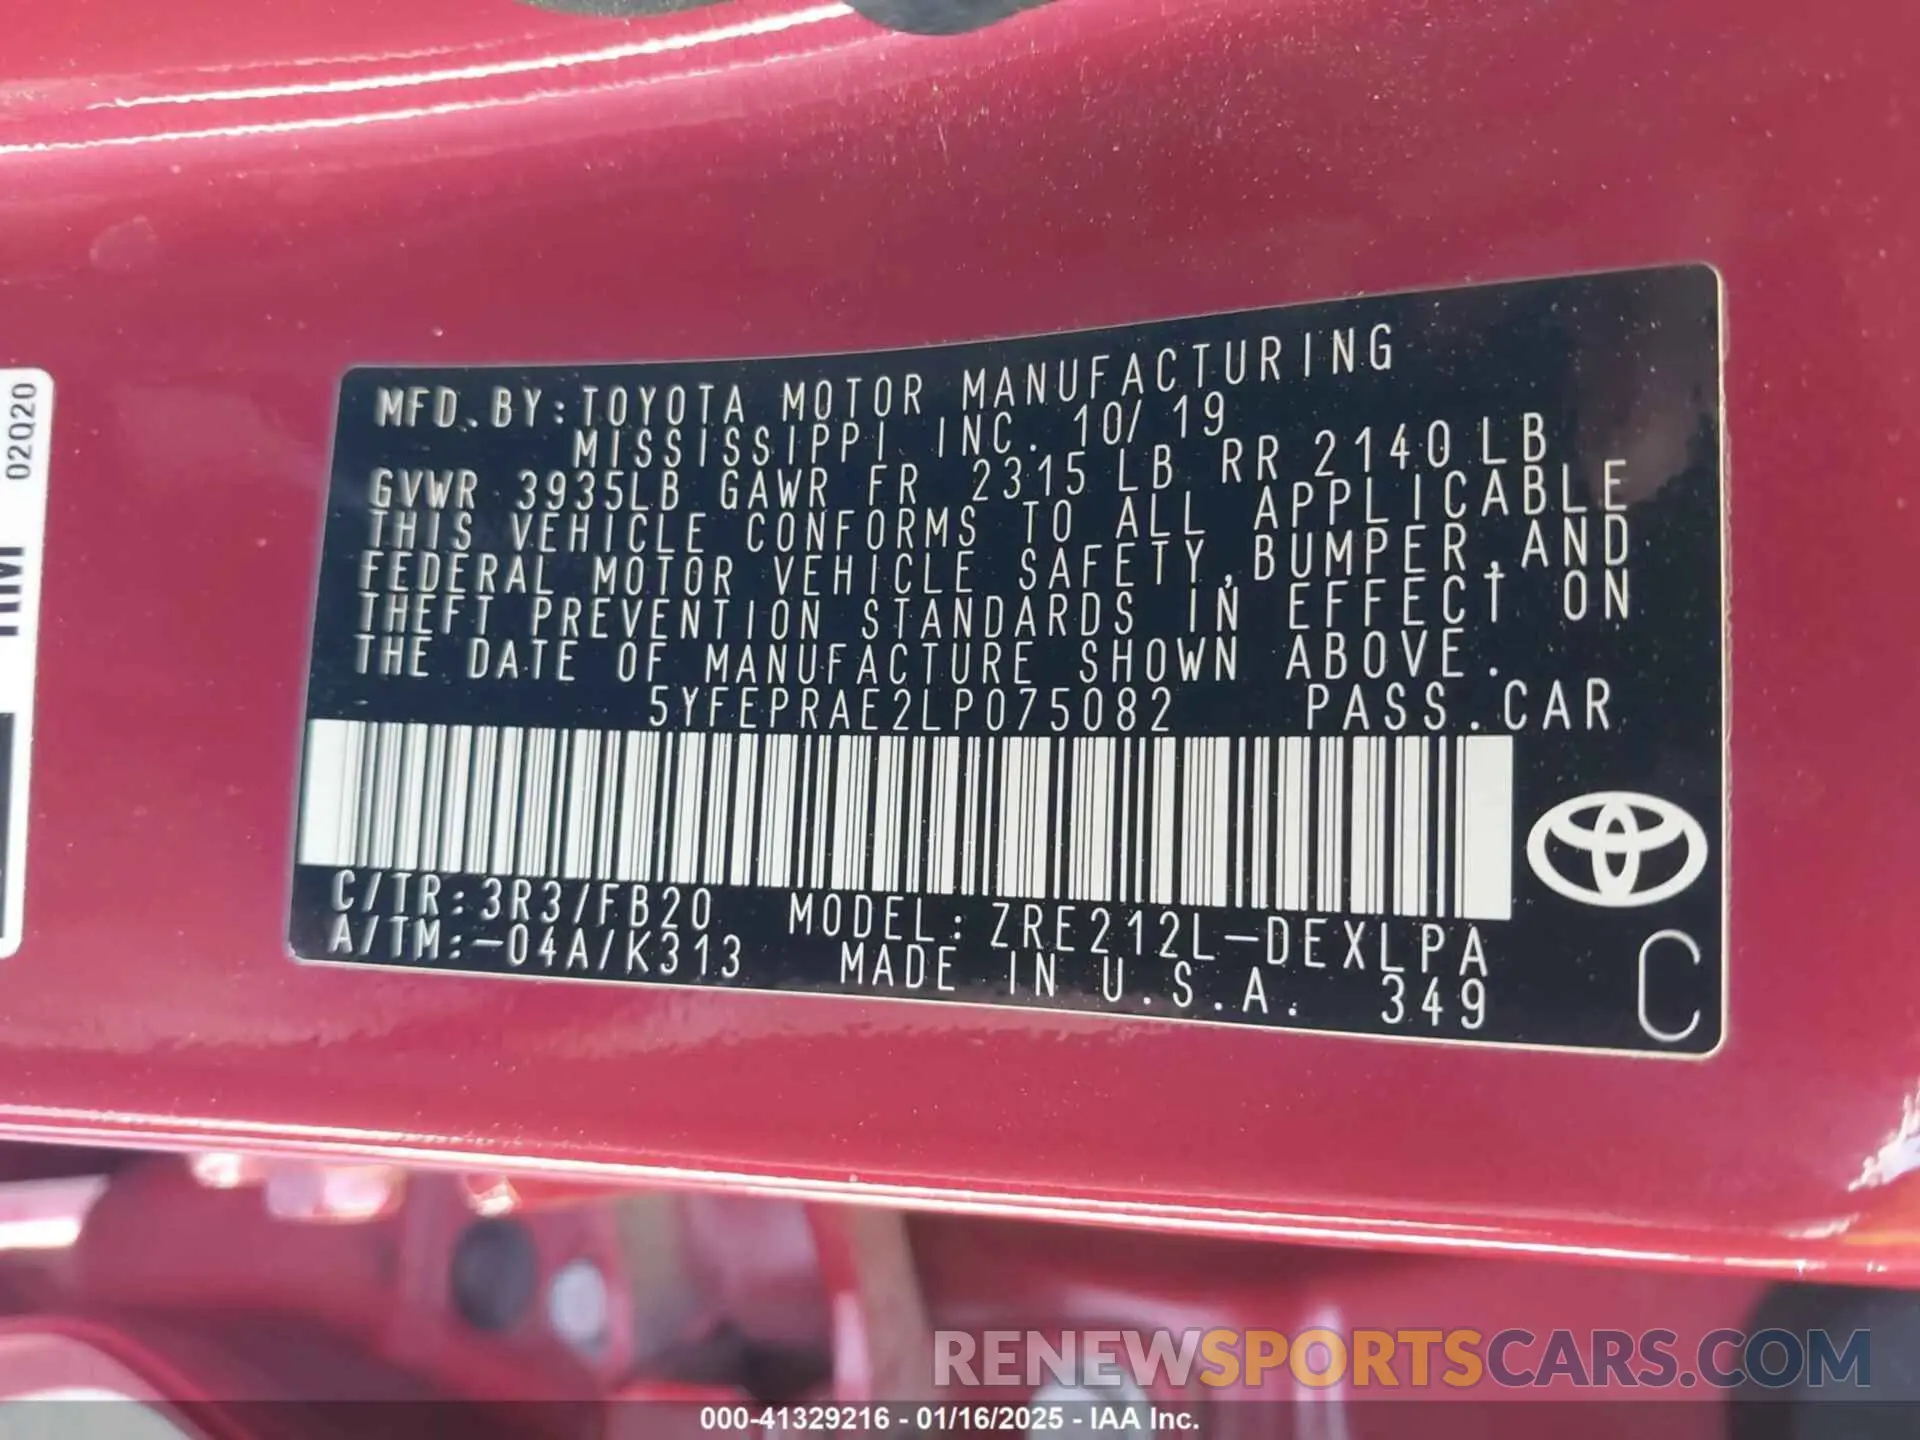 02Q20
MFD. BY: TOYOTA MOTOR MANUFACTURING
MISSISSIPPI, INC. 10/19
GVWR 3935LB GAWR FR 2315 LB RR 2140 LB
THIS VEHICLE CONFORMS TO ALL APPLICABLE
FEDERAL MOTOR VEHICLE SAFETY, BUMPER, AND
THEFT PREVENTION STANDARDS IN EFFECT ON
THE DATE OF MANUFACTURE SHOWN ABOVE.
5YFEPRAE2LP075082 PASS. CAR
C/TR: 3R3/FB20 MODEL: ZRE212L-DEXLPA
A/TM: -04A/K313 MADE IN U.S.A. 349
C
RENEWSPORTSCARS.COM
000-41329216 - 01/16/2025 - IAA Inc.